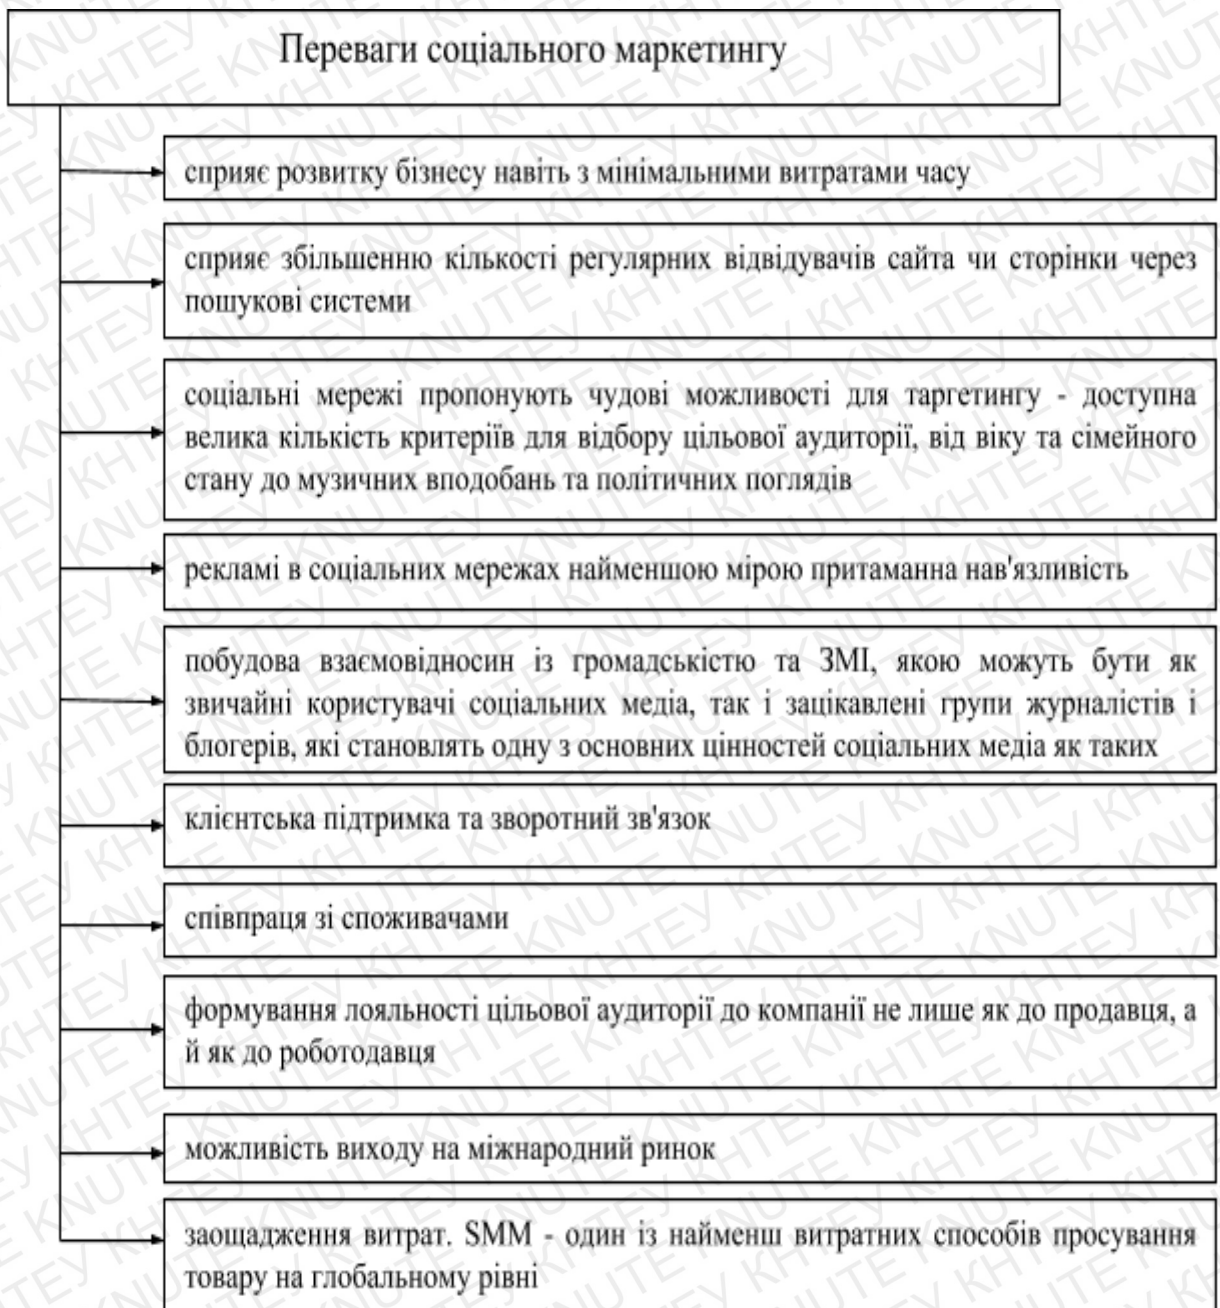 Переваги соціального маркетингу
сприяє розвитку бізнесу навіть з мінімальними витратами часу
сприяє збільшенню кількості регулярних відвідувачів сайта чи сторінки через
пошукові системи
соціальні мережі пропонують чудові можливості для таргетингу - доступна
велика кількість критеріїв для відбору цільової аудиторії, від віку та сімейного
стану до музичних вподобань та політичних поглядів
рекламі в соціальних мережах найменшою мірою притаманна нав'язливість
побудова взаємовідносин із громадськістю та ЗМІ, якою можуть бути як
звичайні користувачі соціальних медіа, так і зацікавлені групи журналістів і
блогерів, які становлять одну з основних цінностей соціальних медіа як таких
клієнтська підтримка та зворотний зв'язок
співпраця зі споживачами
формування лояльності цільової аудиторії до компанії не лише як до продавця, а
й як до роботодавця
можливість виходу на міжнародний ринок
заощадження витрат. SMM - один із найменш витратних способів просування
товару на глобальному рівні